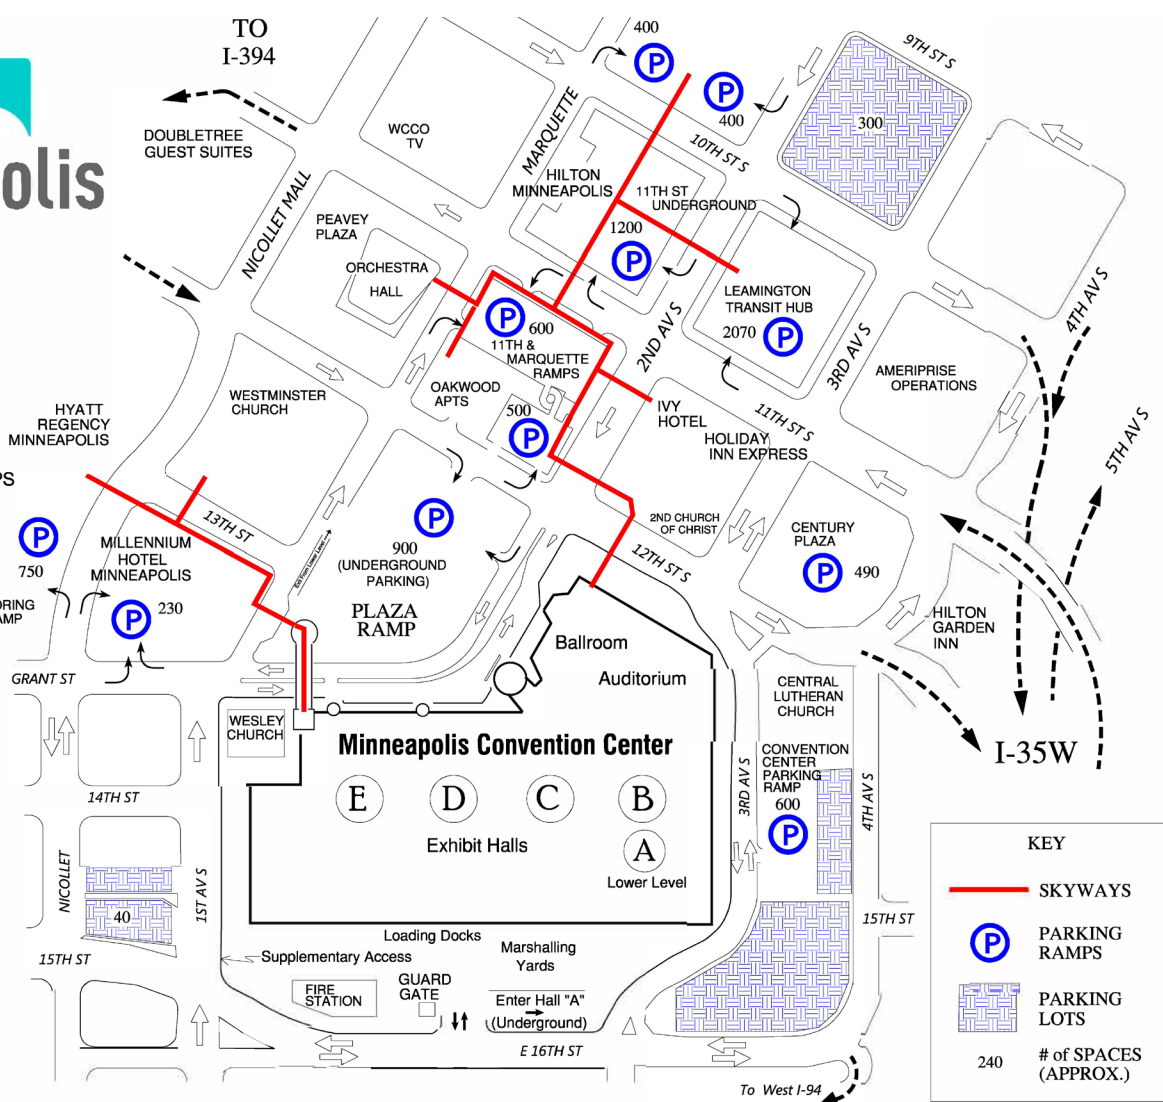 TO
I-394
olis
DOUBLETREE
GUEST SUITES
WCCO
TV
MARQUETTE
400
P
P
400
10TH ST S
9TH ST S
300
HILTON
MINNEAPOLIS
11TH ST
UNDERGROUND
1200
P
NICOLLET MALL
PEAVEY
PLAZA
ORCHESTRA
HALL
P
600
11TH &
MARQUETTE
RAMPS
LEAMINGTON
TRANSIT HUB
2070
P
2ND AV S
3RD AV S
4TH AV S
5TH AV S
AMERIPRISE
OPERATIONS
WESTMINSTER
CHURCH
OAKWOOD
APTS
500
P
IVY
HOTEL
HOLIDAY
INN EXPRESS
11TH ST S
HYATT
REGENCY
MINNEAPOLIS
PS
P
750
ORING
AMP
13TH ST
MILLENNIUM
HOTEL
MINNEAPOLIS
P
230
Exit From Lower Level
P
900
(UNDERGROUND
PARKING)
PLAZA
RAMP
2ND CHURCH
OF CHRIST
12TH ST S
CENTURY
PLAZA
P
490
HILTON
GARDEN
INN
GRANT ST
Ballroom
Auditorium
CENTRAL
LUTHERAN
CHURCH
I-35W
WESLEY
CHURCH
Minneapolis Convention Center
E
D
C
B
A
Exhibit Halls
Lower Level
CONVENTION
CENTER
PARKING
RAMP
600
P
3RD AV S
4TH AV S
14TH ST
NICOLLET
1ST AV S
40
15TH ST
15TH ST
Loading Docks
Supplementary Access
Marshalling
Yards
FIRE
STATION
GUARD
GATE
Enter Hall "A"
(Underground)
E 16TH ST
To West I-94
KEY
SKYWAYS
P
PARKING
RAMPS
PARKING
LOTS
240
# of SPACES
(APPROX.)